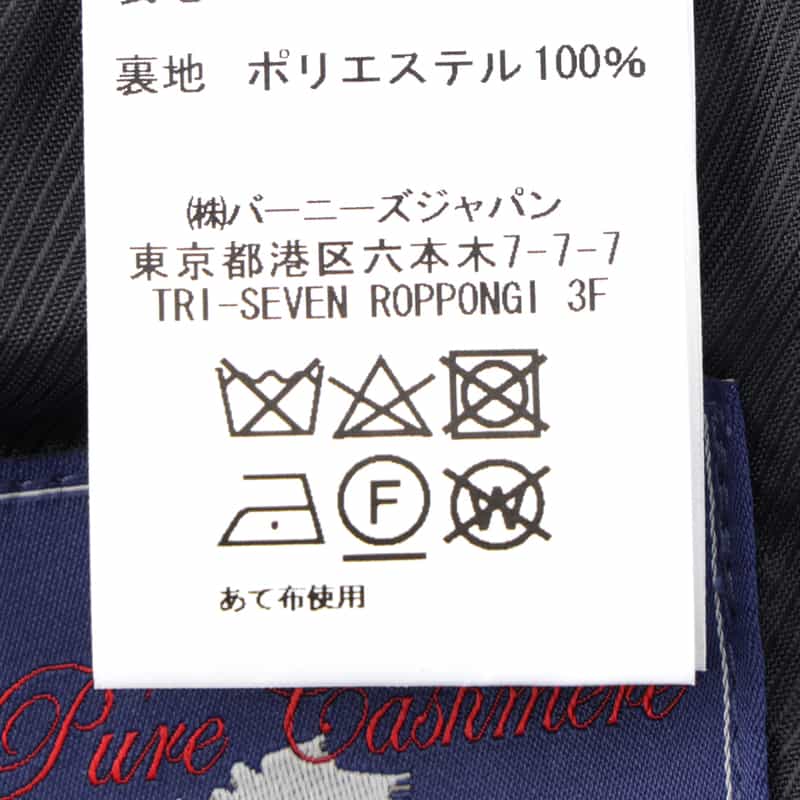 裏地 ポリエステル100%
㈱バーニーズジャパン
東京都港区六本木7-7-7
TRI-SEVEN ROPPONGI 3F
F
W
あて布使用
Pure Cashmere